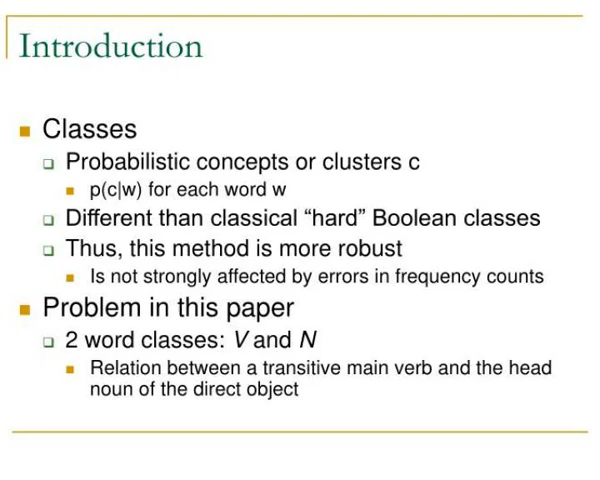 Introduction
Classes
Probabilistic concepts or clusters c
p(c|w) for each word w
Different than classical “hard” Boolean classes
Thus, this method is more robust
Is not strongly affected by errors in frequency counts
Problem in this paper
2 word classes: V and N
Relation between a transitive main verb and the head
noun of the direct object